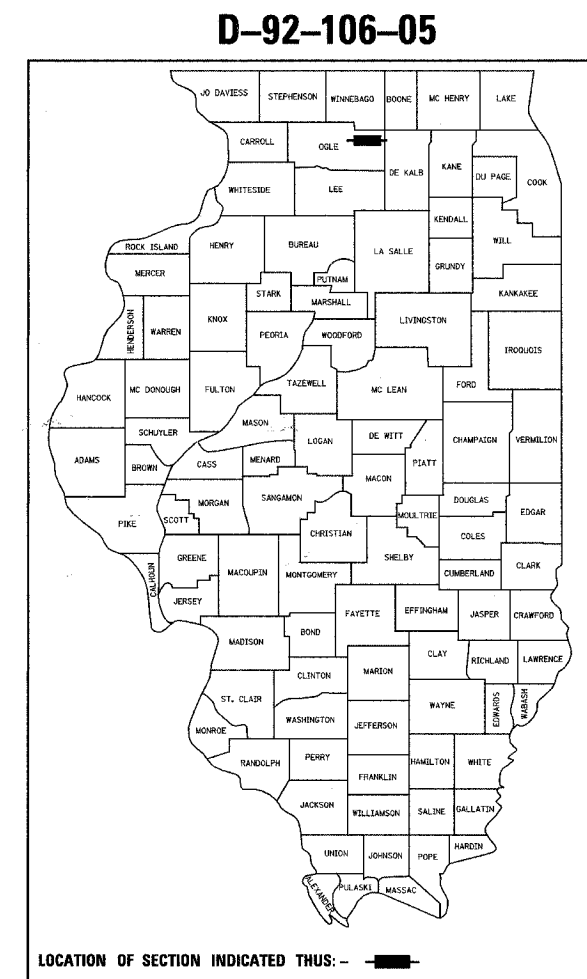 D–92–106–05
JO DAVIESS STEPHENSON WINNEBAGO BOONE MC HENRY LAKE
CARROLL OGLE DE KALB KANE DU PAGE COOK
WHITESIDE LEE
KENDALL WILL
ROCK ISLAND HENRY BUREAU LA SALLE GRUNDY
MERCER PUTNAM KANKAKEE
STARK MARSHALL
HENDERSON WARREN KNOX PEORIA WOODFORD LIVINGSTON IROQUOIS
HANCOCK MC DONOUGH FULTON TAZEWELL MC LEAN FORD
SCHUYLER MASON LOGAN DE WITT CHAMPAIGN VERMILION
ADAMS BROWN CASS MENARD PIATT
MACON
PIKE SCOTT MORGAN SANGAMON MOULTRIE DOUGLAS EDGAR
CHRISTIAN COLES
CALHOUN GREENE MACOUPIN MONTGOMERY SHELBY CUMBERLAND CLARK
JERSEY FAYETTE EFFINGHAM JASPER CRAWFORD
MADISON BOND
CLAY RICHLAND LAWRENCE
CLINTON MARION
ST. CLAIR WAYNE EDWARDS WABASH
WASHINGTON JEFFERSON
MONROE
RANDOLPH PERRY HAMILTON WHITE
FRANKLIN
JACKSON WILLIAMSON SALINE GALLATIN
UNION JOHNSON POPE HARDIN
ALEXANDER PULASKI MASSAC
LOCATION OF SECTION INDICATED THUS: –